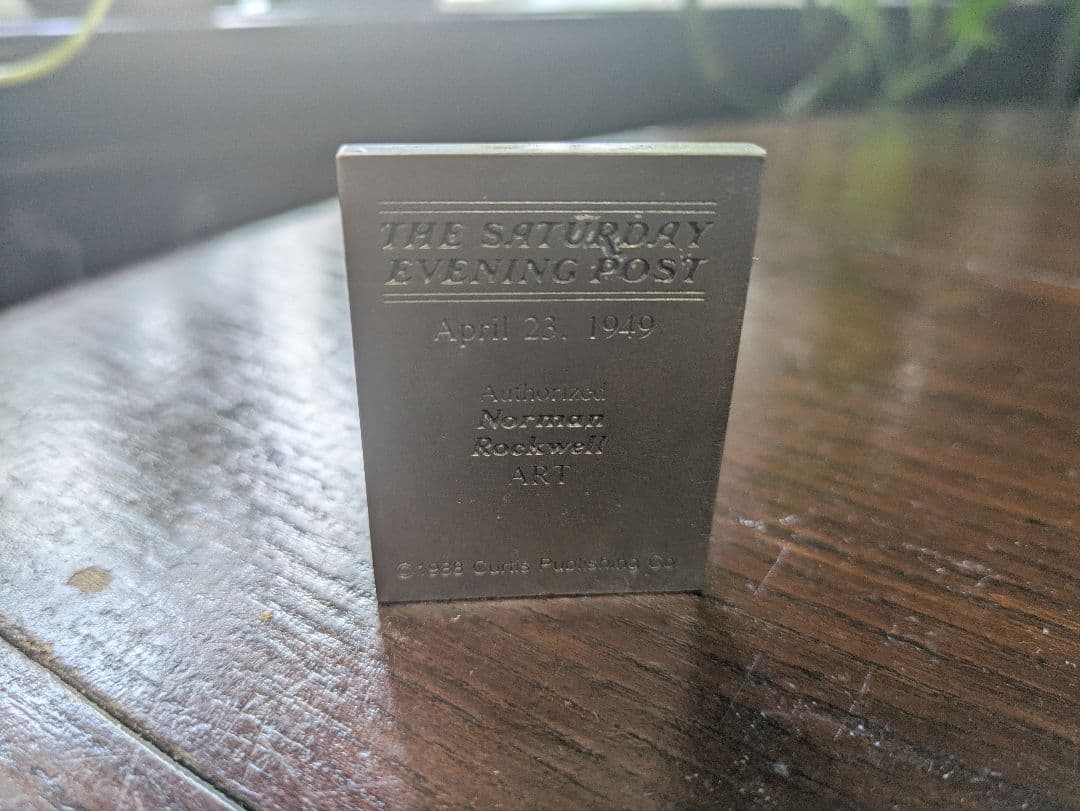 THE SATURDAY
EVENING POST
April 23, 1949
Authorized
Norman
Rockwell
ART
© 1988 Curtis Publishing Co